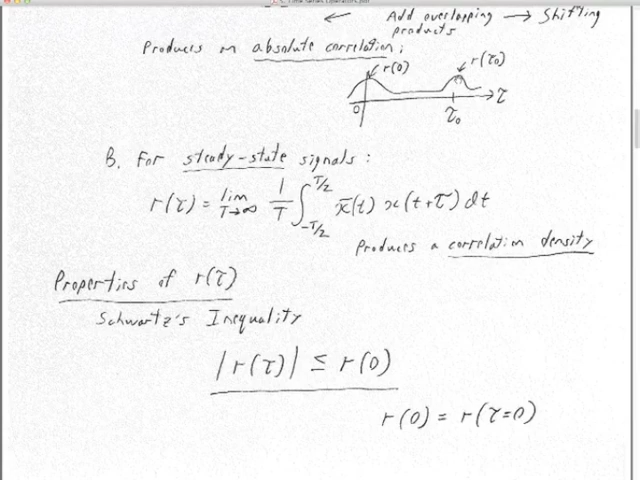 ← Add overlapping → Shifting
products
Produces an absolute correlation;
r(0)
r(τ0)
0
τ0
τ
B. For steady-state signals:
r(τ) = lim T→∞ 1/T ∫_{-T/2}^{T/2} x̄(t) x(t+τ) dt
Produces a correlation density
Properties of r(τ)
Schwartz's Inequality
|r(τ)| ≤ r(0)
r(0) = r(τ=0)